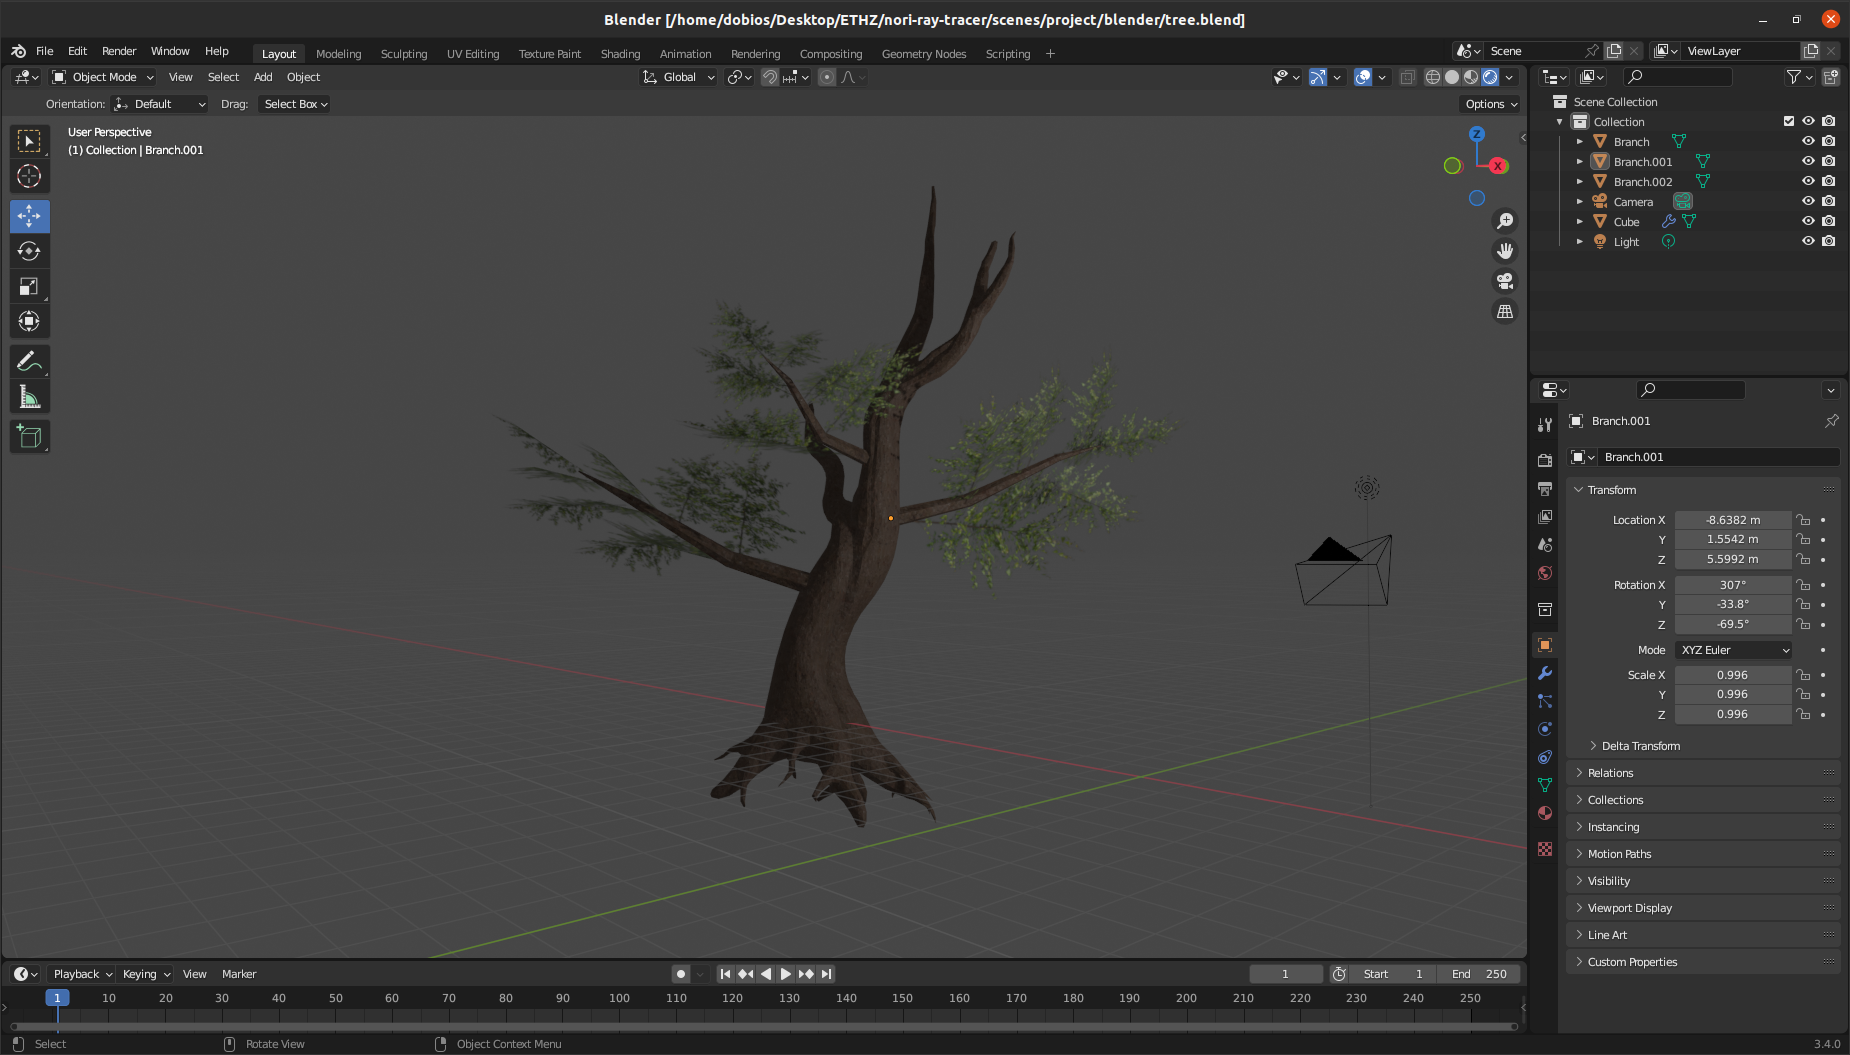 Blender [/home/dobios/Desktop/ETHZ/nori-ray-tracer/scenes/project/blender/tree.blend]
File Edit Render Window Help Layout Modeling Sculpting UV Editing Texture Paint Shading Animation Rendering Compositing Geometry Nodes Scripting + Scene ViewLayer
Object Mode View Select Add Object Global
Orientation: Default Drag: Select Box Options
User Perspective
(1) Collection | Branch.001
Z
X
Scene Collection
Collection
Branch
Branch.001
Branch.002
Camera
Cube
Light
Branch.001
Branch.001
Transform
Location X -8.6382 m
Y 1.5542 m
Z 5.5992 m
Rotation X 307°
Y -33.8°
Z -69.5°
Mode XYZ Euler
Scale X 0.996
Y 0.996
Z 0.996
Delta Transform
Relations
Collections
Instancing
Motion Paths
Visibility
Viewport Display
Line Art
Custom Properties
Playback Keying View Marker 1 Start 1 End 250
1 10 20 30 40 50 60 70 80 90 100 110 120 130 140 150 160 170 180 190 200 210 220 230 240 250
Select Rotate View Object Context Menu 3.4.0